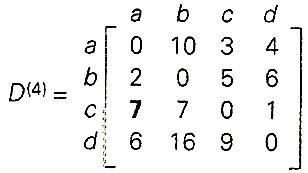 a b c d
a 0 10 3 4
b 2 0 5 6
D(4) =
c 7 7 0 1
d 6 16 9 0